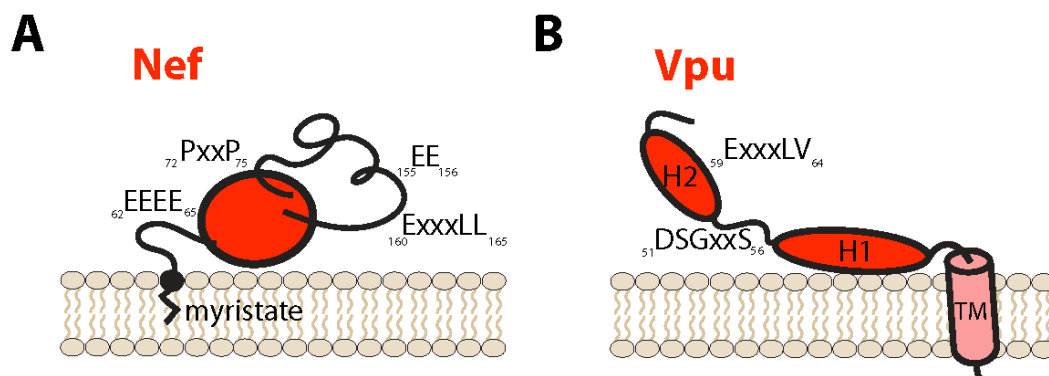 A
Nef
72PxxP75
155EE156
62EEEE65
160ExxxLL165
myristate
B
Vpu
59ExxxLV64
H2
51DSGxxS56
H1
TM